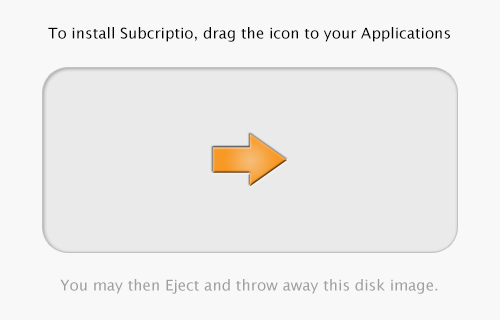 To install Subcriptio, drag the icon to your Applications
You may then Eject and throw away this disk image.